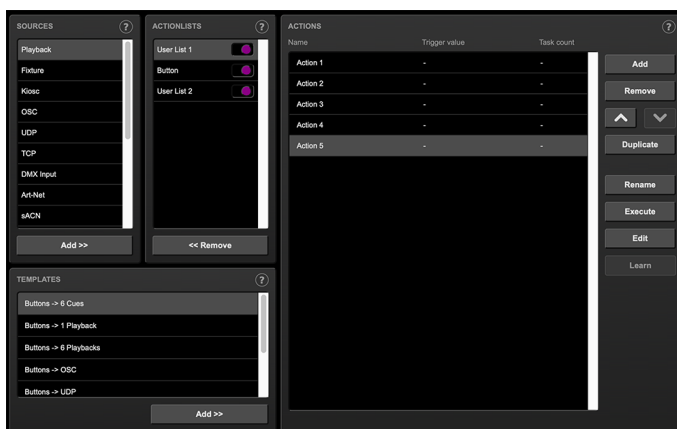 SOURCES ?
Playback
Fixture
Kiosc
OSC
UDP
TCP
DMX Input
Art-Net
sACN
Add >>
ACTIONLISTS ?
User List 1
Button
User List 2
<< Remove
TEMPLATES ?
Buttons -> 6 Cues
Buttons -> 1 Playback
Buttons -> 6 Playbacks
Buttons -> OSC
Buttons -> UDP
Add >>
ACTIONS ?
Name Trigger value Task count
Action 1 - -
Action 2 - -
Action 3 - -
Action 4 - -
Action 5 - -
Add
Remove
Duplicate
Rename
Execute
Edit
Learn